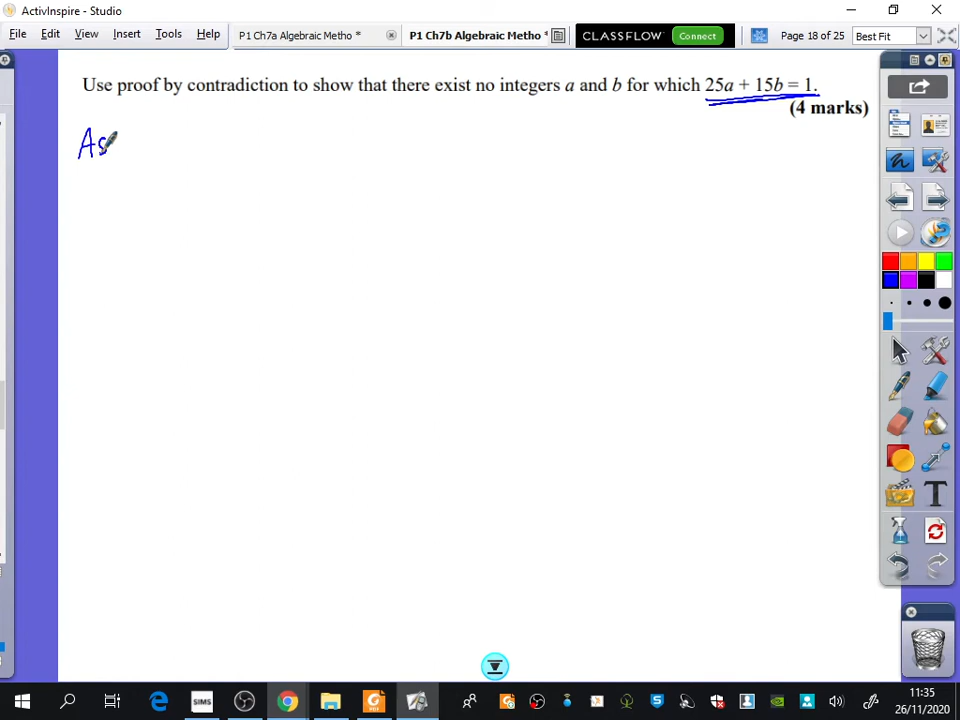 ActivInspire - Studio
File Edit View Insert Tools Help
P1 Ch7a Algebraic Metho *
P1 Ch7b Algebraic Metho *
CLASSFLOW Connect
Page 18 of 25
Best Fit
Use proof by contradiction to show that there exist no integers a and b for which 25a + 15b = 1.
(4 marks)
As
T
SIMS
11:35
26/11/2020